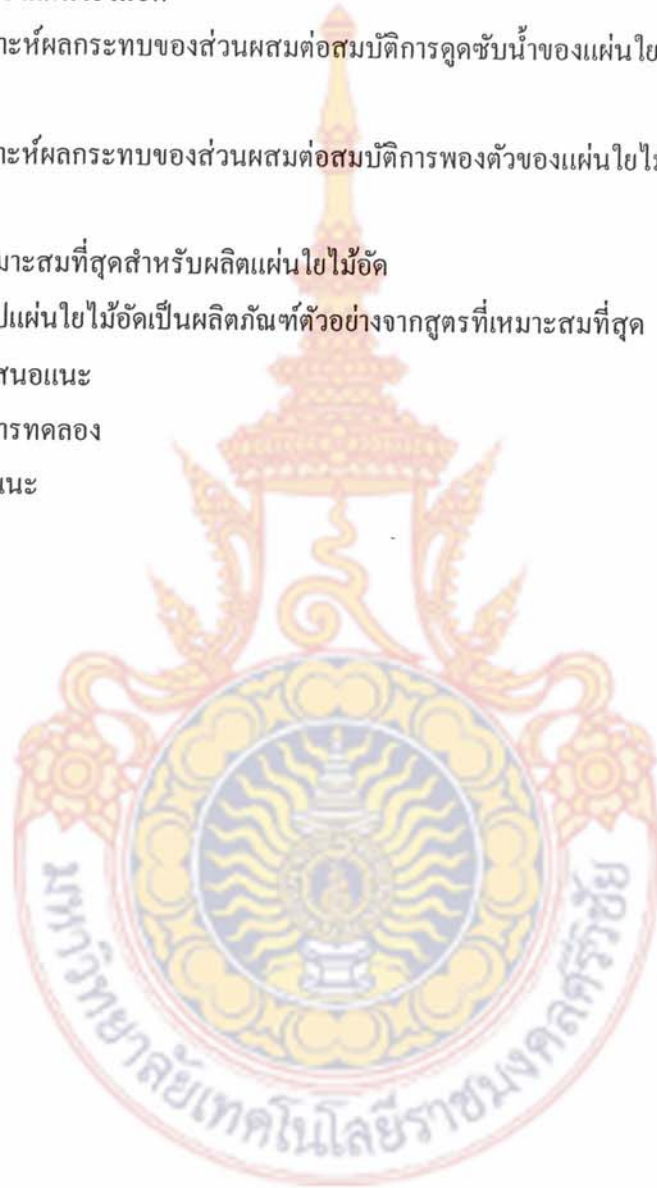 าะห์ผลกระทบของส่วนผสมต่อสมบัติการดูดซับน้ำของแผ่นใย
าะห์ผลกระทบของส่วนผสมต่อสมบัติการพองตัวของแผ่นใยไม
มาะสมที่สุดสำหรับผลิตแผ่นใยไม้อัด
ปแผ่นใยไม้อัดเป็นผลิตภัณฑ์ตัวอย่างจากสูตรที่เหมาะสมที่สุด
สนอแนะ
ารทดลอง
นะ
มหาวิทยาลัยเทคโนโลยีราชมงคลศรีวิชัย